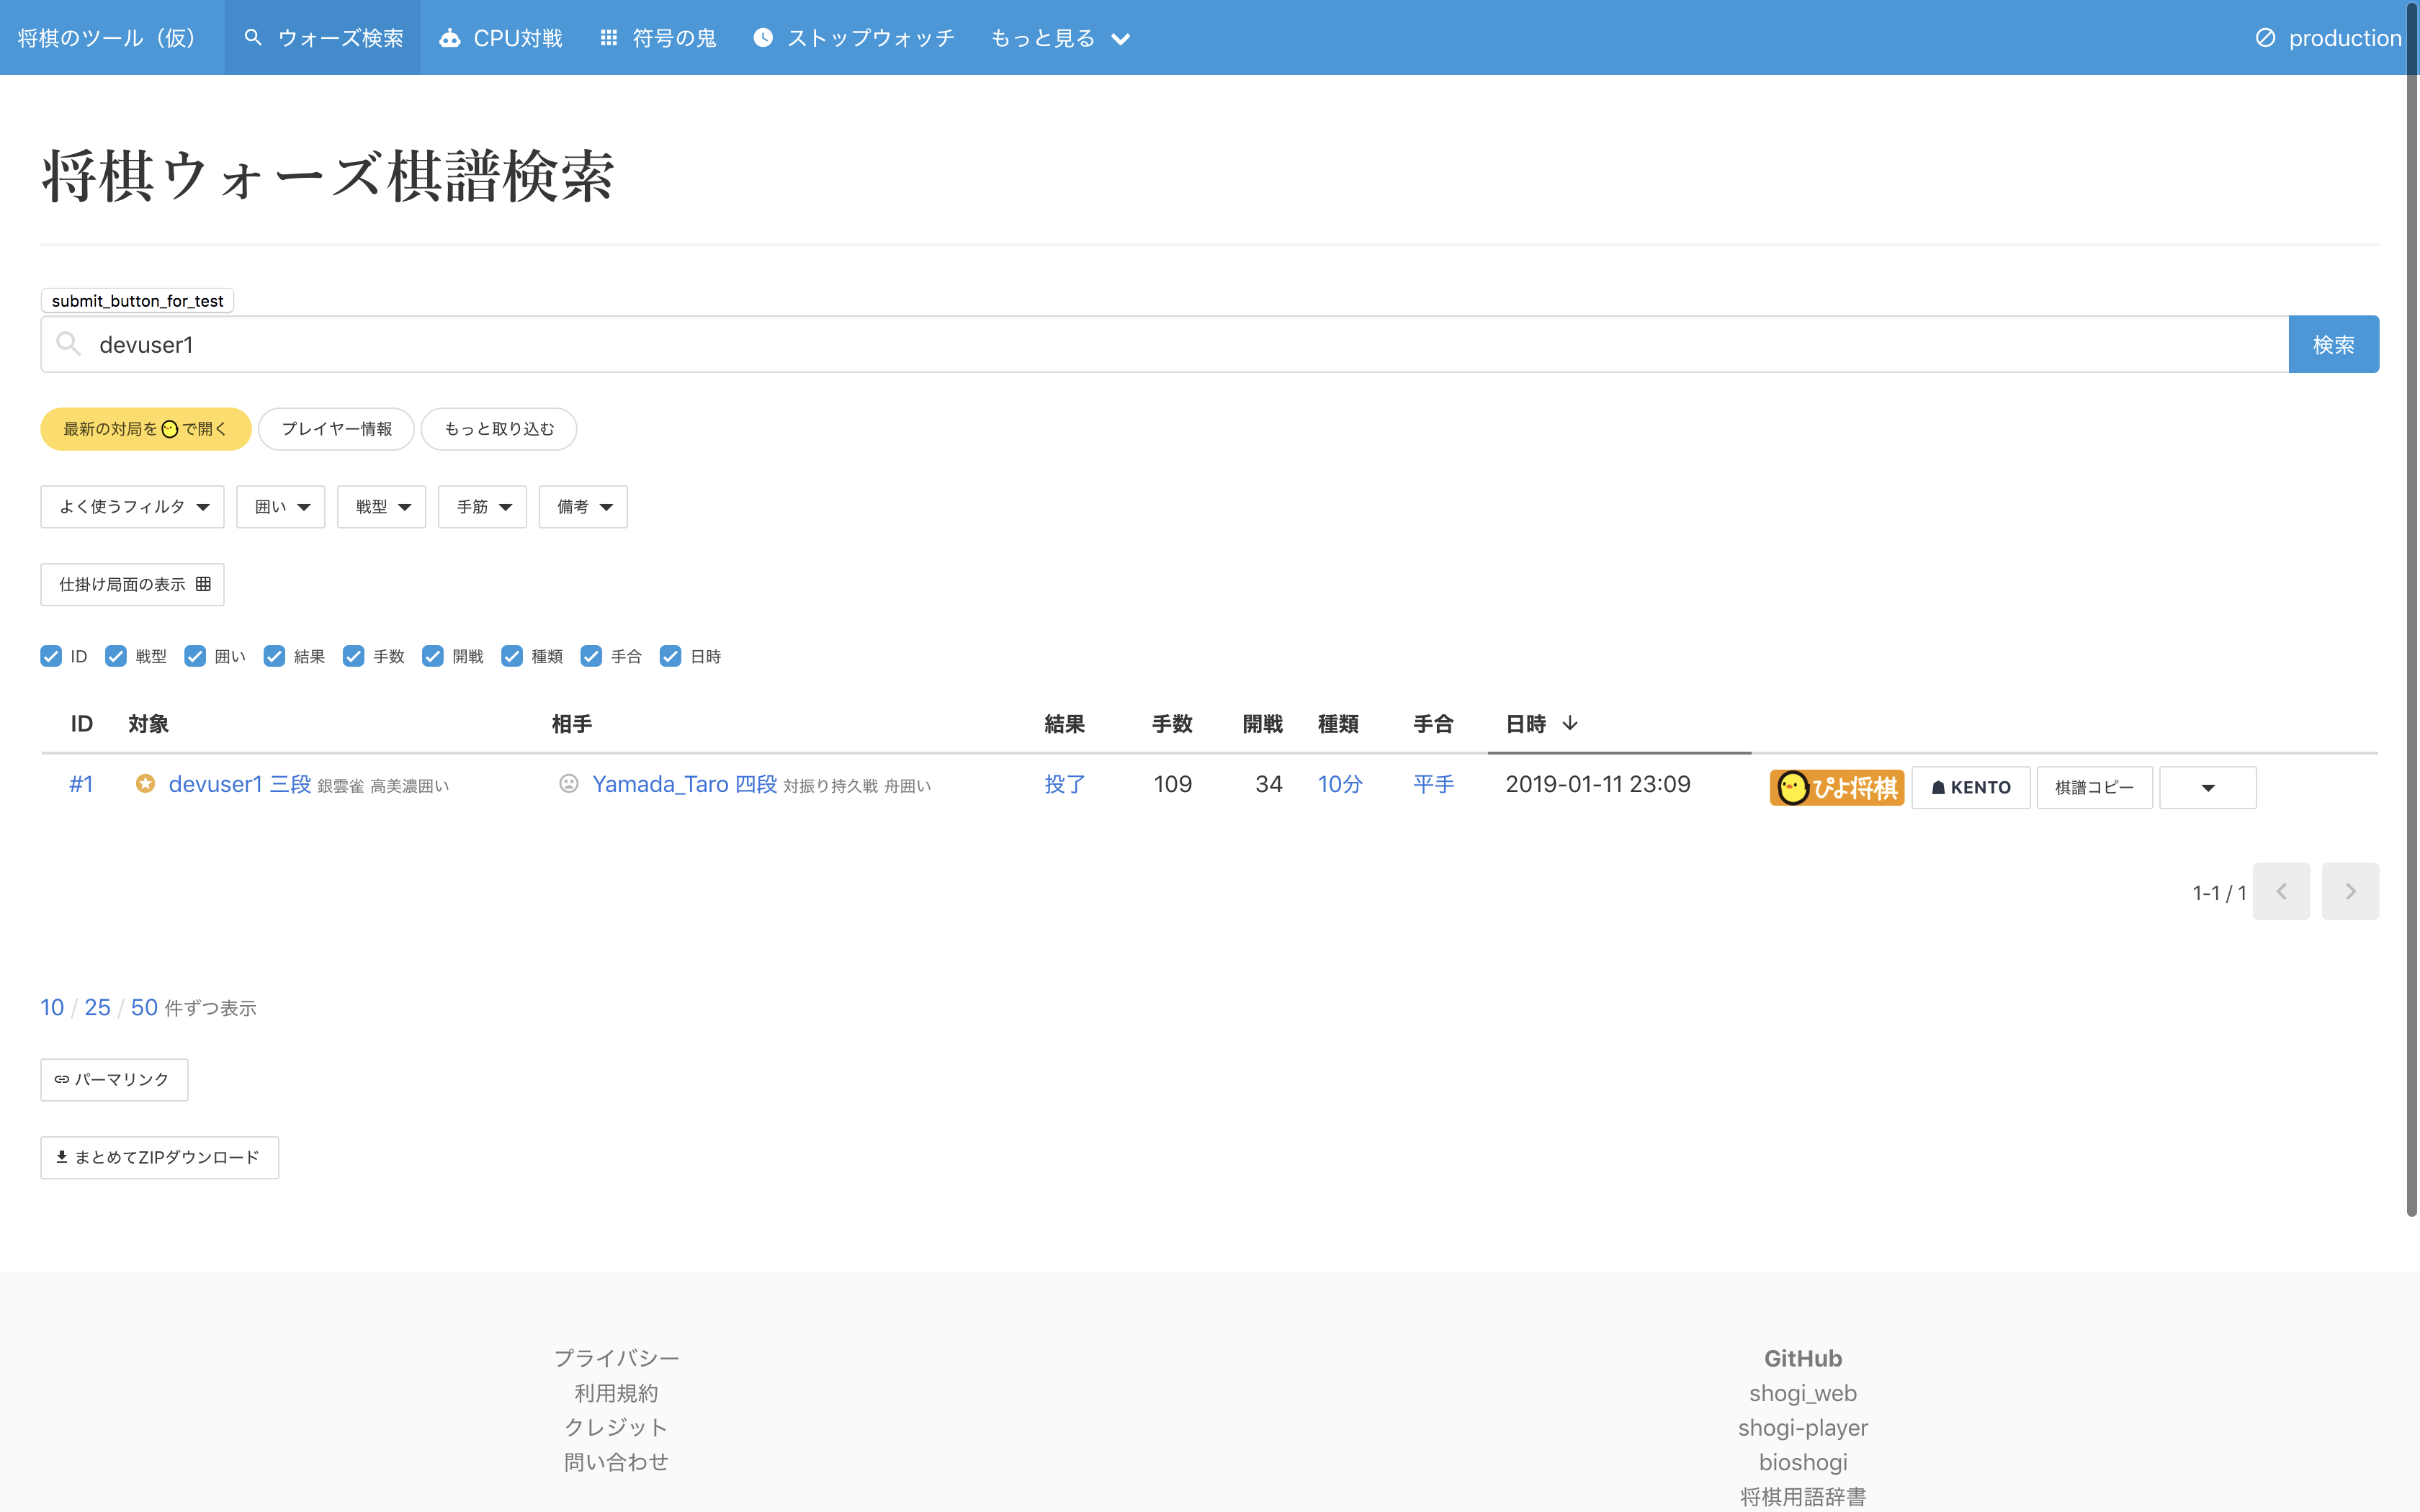 将棋のツール（仮） ウォーズ検索 CPU対戦 符号の鬼 ストップウォッチ もっと見る production
将棋ウォーズ棋譜検索
submit_button_for_test
devuser1 検索
最新の対局をで開く プレイヤー情報 もっと取り込む
よく使うフィルタ 囲い 戦型 手筋 備考
仕掛け局面の表示
ID 戦型 囲い 結果 手数 開戦 種類 手合 日時
ID 対象 相手 結果 手数 開戦 種類 手合 日時
#1 devuser1 三段 銀雲雀 高美濃囲い Yamada_Taro 四段 対振り持久戦 舟囲い 投了 109 34 10分 平手 2019-01-11 23:09 ぴよ将棋 KENTO 棋譜コピー
1-1 / 1
10 / 25 / 50 件ずつ表示
パーマリンク
まとめてZIPダウンロード
プライバシー
利用規約
クレジット
問い合わせ
GitHub
shogi_web
shogi-player
bioshogi
将棋用語辞書